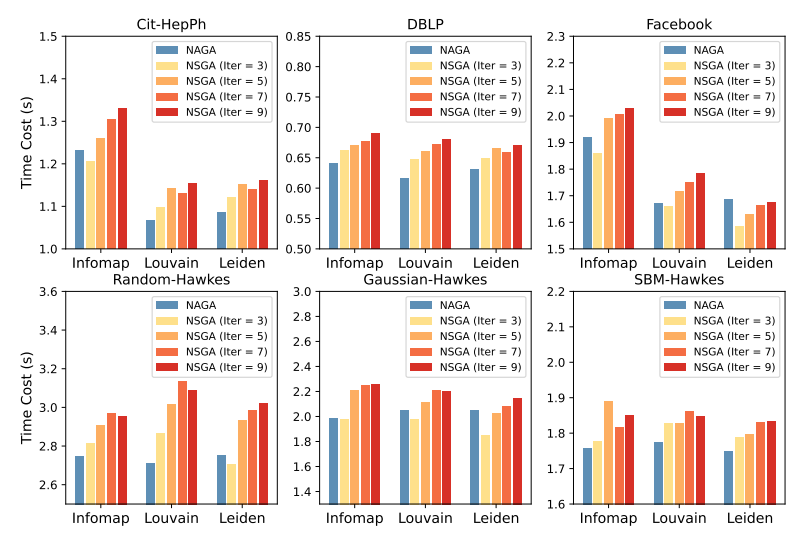 Cit-HepPh
Time Cost (s)
1.5
1.4
1.3
1.2
1.1
1.0
NAGA
NSGA (Iter = 3)
NSGA (Iter = 5)
NSGA (Iter = 7)
NSGA (Iter = 9)
Infomap Louvain Leiden
DBLP
0.85
0.80
0.75
0.70
0.65
0.60
0.55
0.50
NAGA
NSGA (Iter = 3)
NSGA (Iter = 5)
NSGA (Iter = 7)
NSGA (Iter = 9)
Infomap Louvain Leiden
Facebook
2.3
2.2
2.1
2.0
1.9
1.8
1.7
1.6
1.5
NAGA
NSGA (Iter = 3)
NSGA (Iter = 5)
NSGA (Iter = 7)
NSGA (Iter = 9)
Infomap Louvain Leiden
Random-Hawkes
Time Cost (s)
3.6
3.4
3.2
3.0
2.8
2.6
NAGA
NSGA (Iter = 3)
NSGA (Iter = 5)
NSGA (Iter = 7)
NSGA (Iter = 9)
Infomap Louvain Leiden
Gaussian-Hawkes
3.0
2.8
2.6
2.4
2.2
2.0
1.8
1.6
1.4
NAGA
NSGA (Iter = 3)
NSGA (Iter = 5)
NSGA (Iter = 7)
NSGA (Iter = 9)
Infomap Louvain Leiden
SBM-Hawkes
2.2
2.1
2.0
1.9
1.8
1.7
1.6
NAGA
NSGA (Iter = 3)
NSGA (Iter = 5)
NSGA (Iter = 7)
NSGA (Iter = 9)
Infomap Louvain Leiden